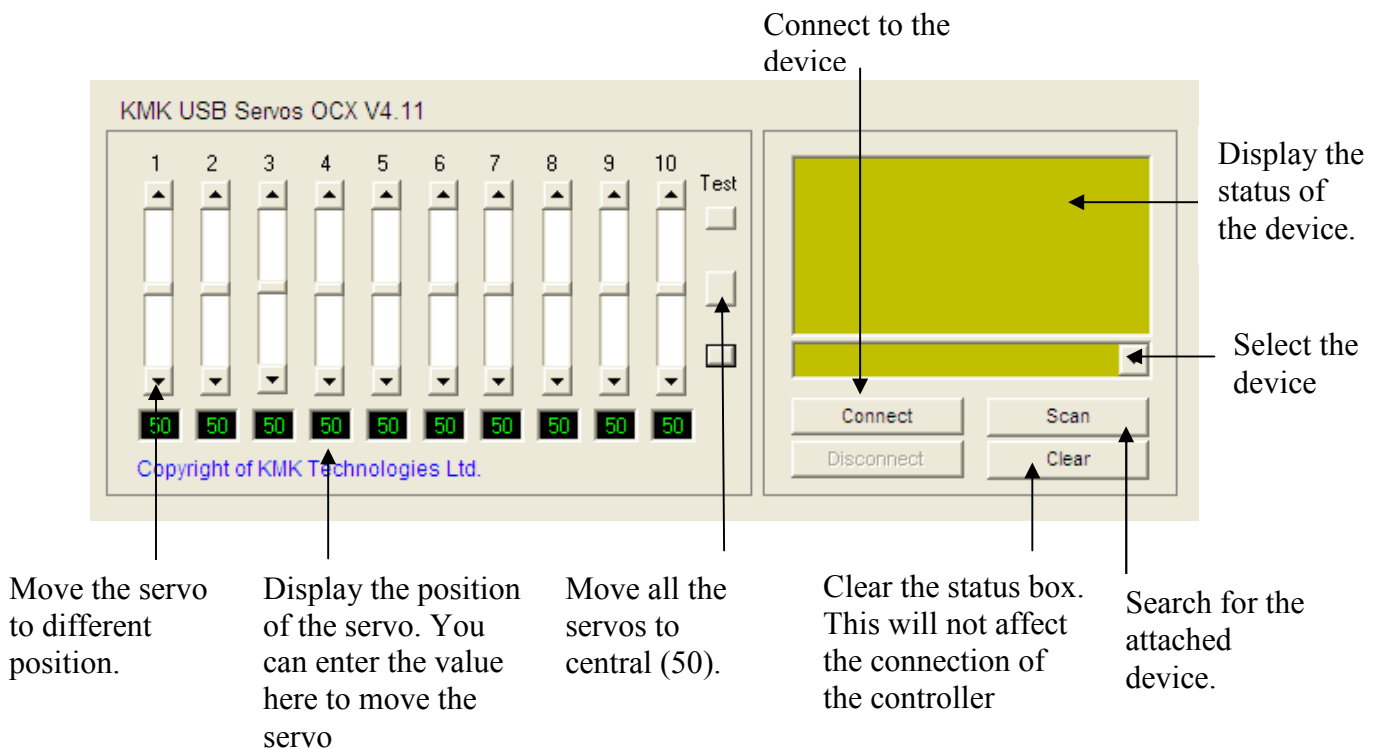 Connect to the
device
KMK USB Servos OCX V4.11
1 2 3 4 5 6 7 8 9 10
Test
Display the
status of
the device.
Select the
device
50 50 50 50 50 50 50 50 50 50
Connect
Scan
Disconnect
Clear
Copyright of KMK Technologies Ltd.
Move the servo
to different
position.
Display the position
of the servo. You
can enter the value
here to move the
servo
Move all the
servos to
central (50).
Clear the status box.
This will not affect
the connection of
the controller
Search for the
attached
device.